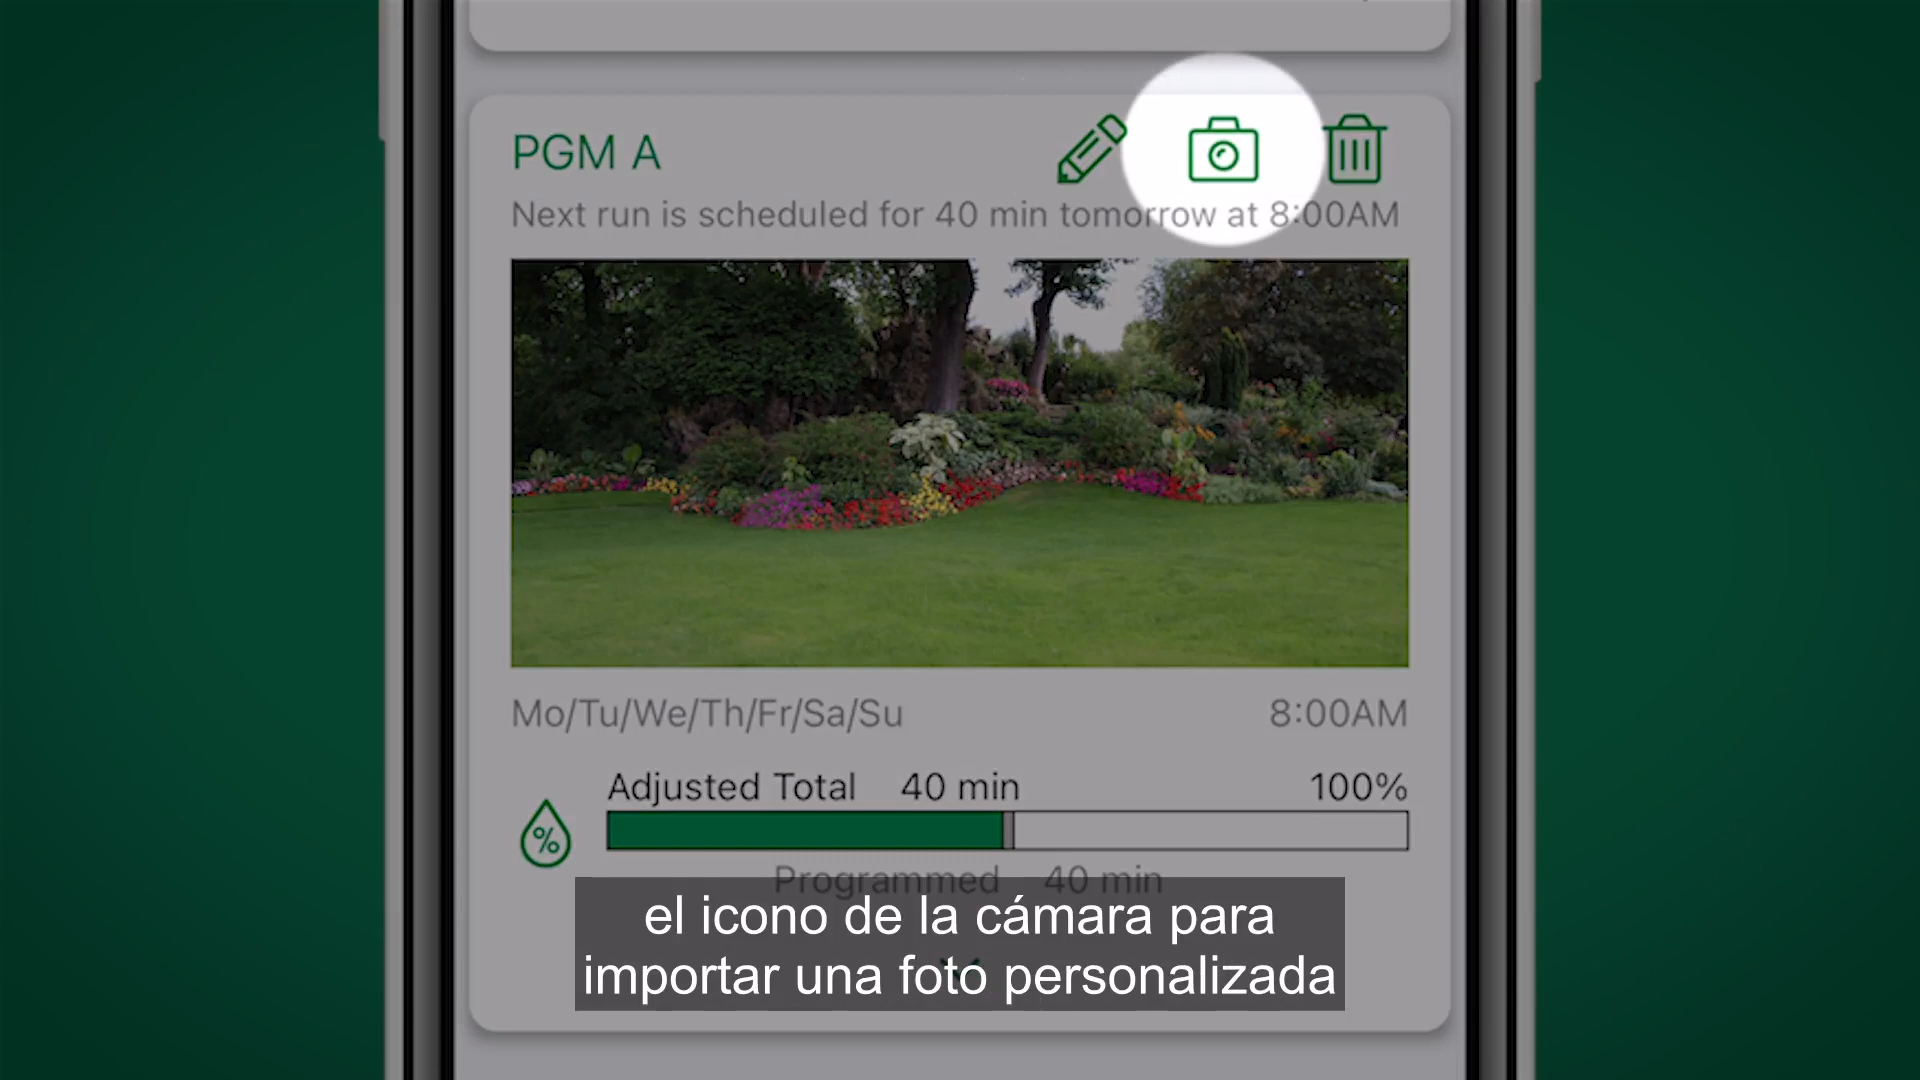 PGM A
Next run is scheduled for 40 min tomorrow at 8:00AM
Mo/Tu/We/Th/Fr/Sa/Su 8:00AM
Adjusted Total 40 min 100%
%
Programmed 40 min
el icono de la cámara para
importar una foto personalizada